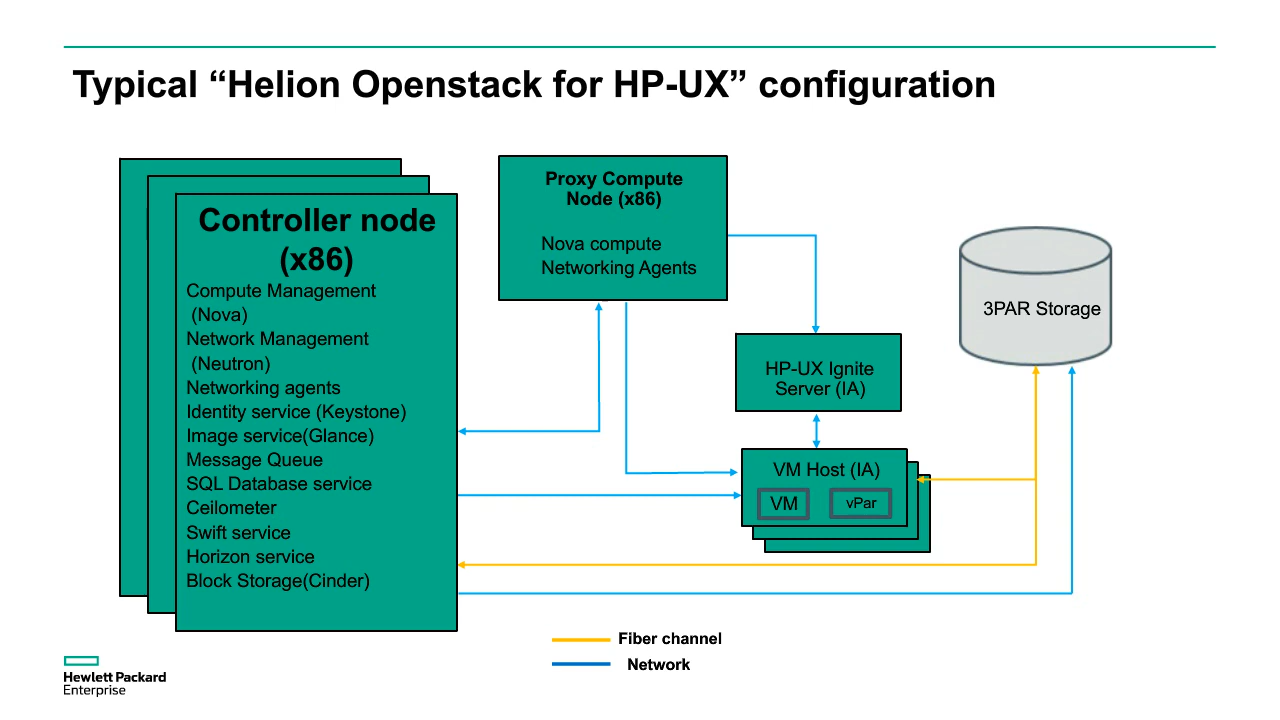 Typical “Helion Openstack for HP-UX” configuration
Controller node
(x86)
Compute Management
(Nova)
Network Management
(Neutron)
Networking agents
Identity service (Keystone)
Image service(Glance)
Message Queue
SQL Database service
Ceilometer
Swift service
Horizon service
Block Storage(Cinder)
Proxy Compute
Node (x86)
Nova compute
Networking Agents
HP-UX Ignite
Server (IA)
VM Host (IA)
VM
vPar
3PAR Storage
Fiber channel
Network
Hewlett Packard
Enterprise